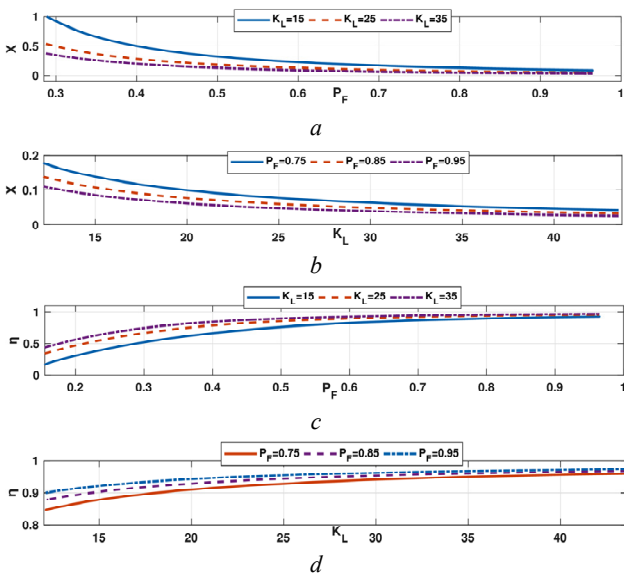 K_L=15 K_L=25 K_L=35
1
0.5
0
X
0.3 0.4 0.5 0.6 0.7 0.8 0.9 1
P_F
a
P_F=0.75 P_F=0.85 P_F=0.95
0.2
0.1
0
X
15 20 25 30 35 40
K_L
b
K_L=15 K_L=25 K_L=35
1
0.5
0
η
0.2 0.3 0.4 0.5 0.6 0.7 0.8 0.9 1
P_F
c
P_F=0.75 P_F=0.85 P_F=0.95
1
0.9
0.8
η
15 20 25 30 35 40
K_L
d